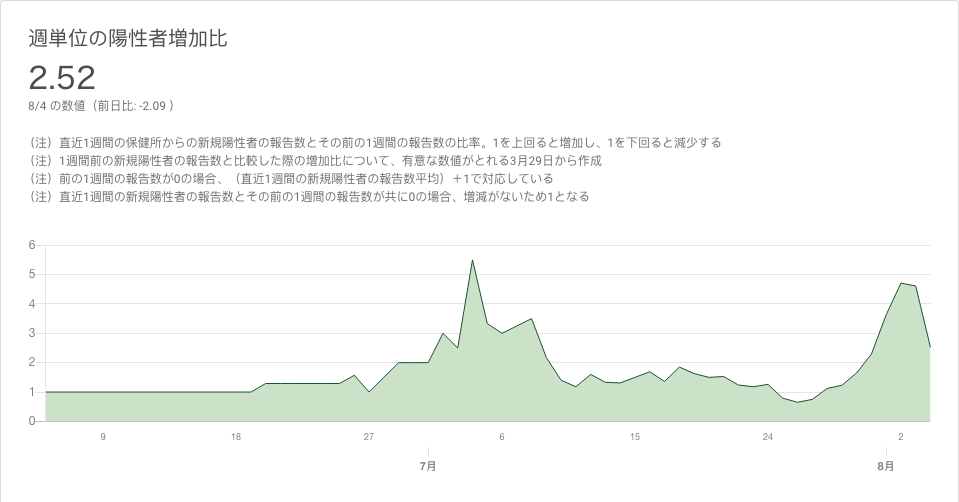 週単位の陽性者増加比
2.52
8/4 の数値（前日比: -2.09 ）
（注）直近1週間の保健所からの新規陽性者の報告数とその前の1週間の報告数の比率。1を上回ると増加し、1を下回ると減少する
（注）1週間前の新規陽性者の報告数と比較した際の増加比について、有意な数値がとれる3月29日から作成
（注）前の1週間の報告数が0の場合、（直近1週間の新規陽性者の報告数平均）＋1で対応している
（注）直近1週間の新規陽性者の報告数とその前の1週間の報告数が共に0の場合、増減がないため1となる
6
5
4
3
2
1
0
9 18 27 6 15 24 2
7月 8月